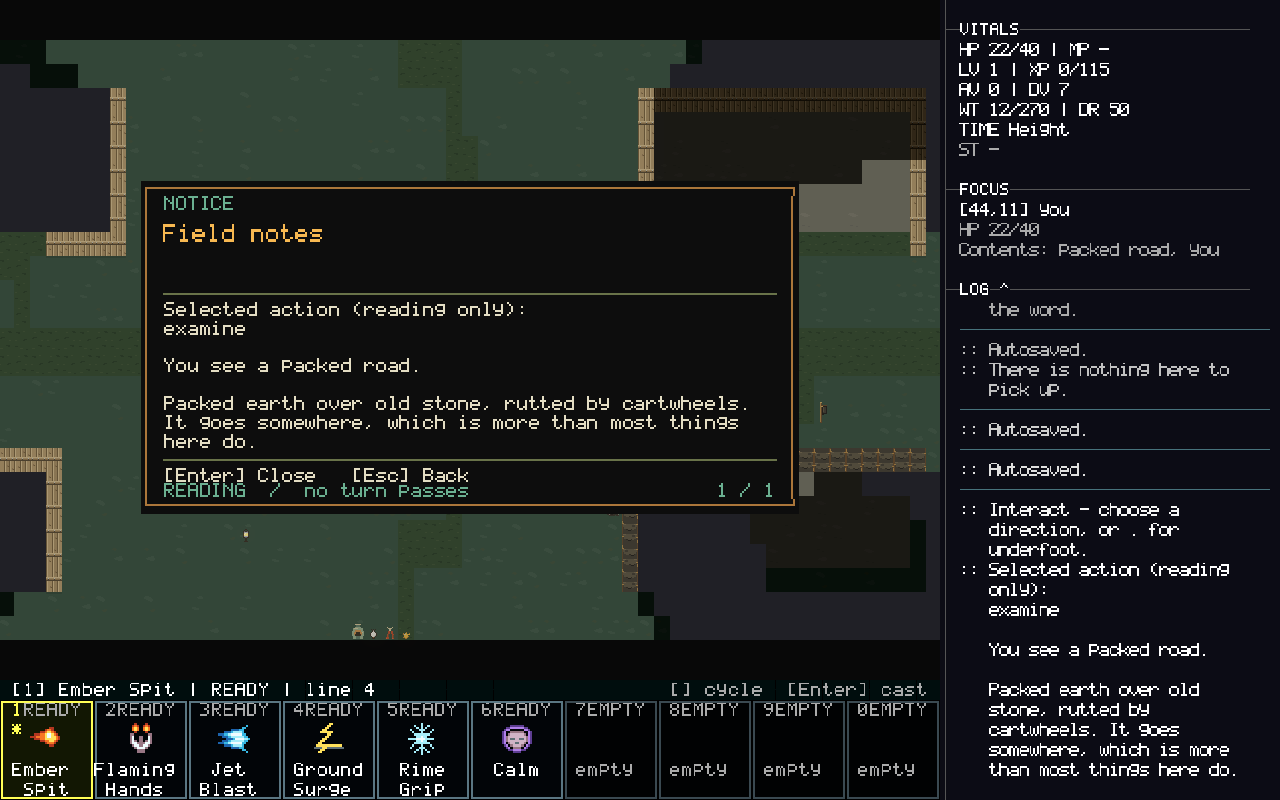 NOTICE
Field notes
Selected action (reading only):
examine
You see a Packed road.
Packed earth over old stone, rutted by cartwheels.
It goes somewhere, which is more than most things
here do.
[Enter] Close [Esc] Back
READING / no turn Passes 1 / 1
[1] Ember Spit | READY | line 4 [] cycle [Enter] cast
1READY 2READY 3READY 4READY 5READY 6READY 7EMPTY 8EMPTY 9EMPTY 0EMPTY
*
Ember Flaming Jet Ground Rime Calm empty empty empty empty
Spit Hands Blast Surge Grip
VITALS
HP 22/40 | MP -
LV 1 | XP 0/115
AV 0 | DV 7
WT 12/270 | DR 50
TIME Height
ST -
FOCUS
[44,11] You
HP 22/40
Contents: Packed road, You
LOG ^
the word.
:: Autosaved.
:: There is nothing here to
Pick up.
:: Autosaved.
:: Autosaved.
:: Interact - choose a
direction, or . for
underfoot.
:: Selected action (reading
only):
examine
You see a Packed road.
Packed earth over old
stone, rutted by
cartwheels. It goes
somewhere, which is more
than most things here do.